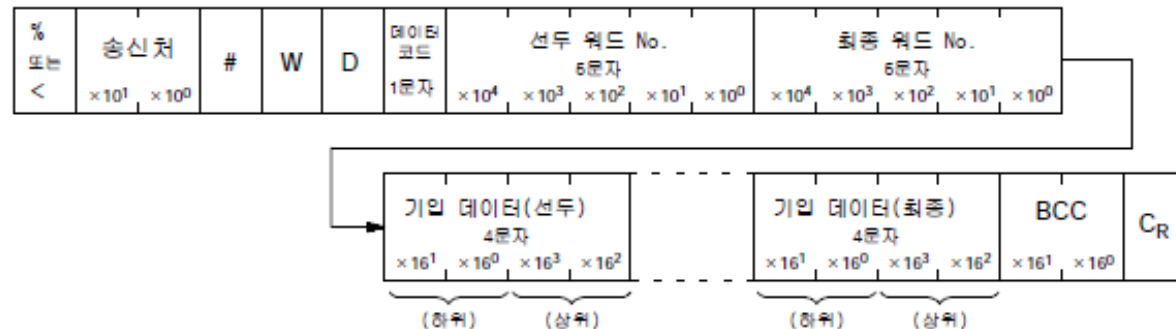 % 또는 <
송신처
×10¹ ×10⁰
#
W
D
데이터 코드
1문자
선두 워드 No.
5문자
×10⁴ ×10³ ×10² ×10¹ ×10⁰
최종 워드 No.
5문자
×10⁴ ×10³ ×10² ×10¹ ×10⁰
기입 데이터(선두)
4문자
×16¹ ×16⁰ ×16³ ×16²
(하위) (상위)
기입 데이터(최종)
4문자
×16¹ ×16⁰ ×16³ ×16²
(하위) (상위)
BCC
×16¹ ×16⁰
CR